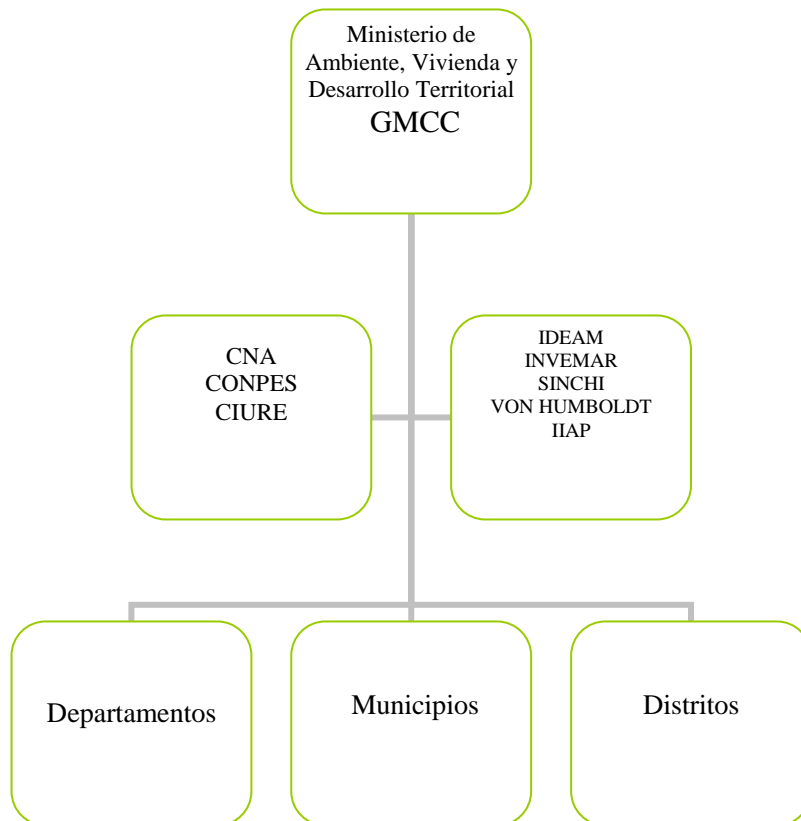 Ministerio de
Ambiente, Vivienda y
Desarrollo Territorial
GMCC
CNA
CONPES
CIURE
IDEAM
INVEMAR
SINCHI
VON HUMBOLDT
IIAP
Departamentos
Municipios
Distritos